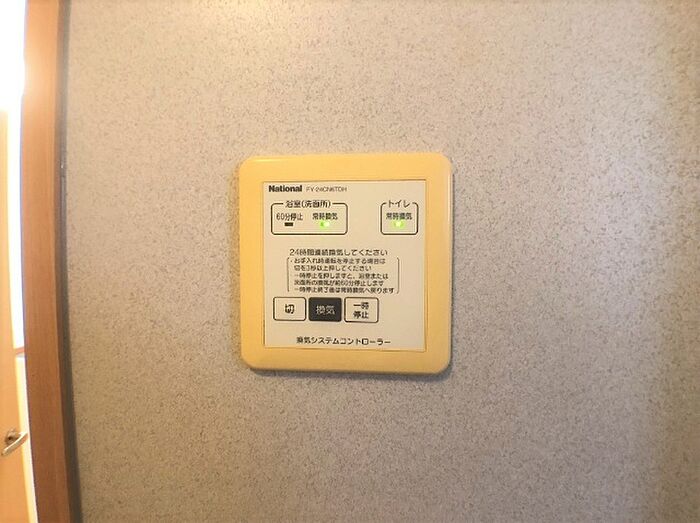 National FY-24CN6TDH
浴室(洗面所)
60分停止 常時換気
トイレ
常時換気
24時間連続換気してください
お手入れ時運転を停止する場合は
切を3秒以上押してください
一時停止を押しますと、浴室または
洗面所の換気が約60分停止します
一時停止終了後は常時換気へ戻ります
切
換気
一時
停止
換気システムコントローラー